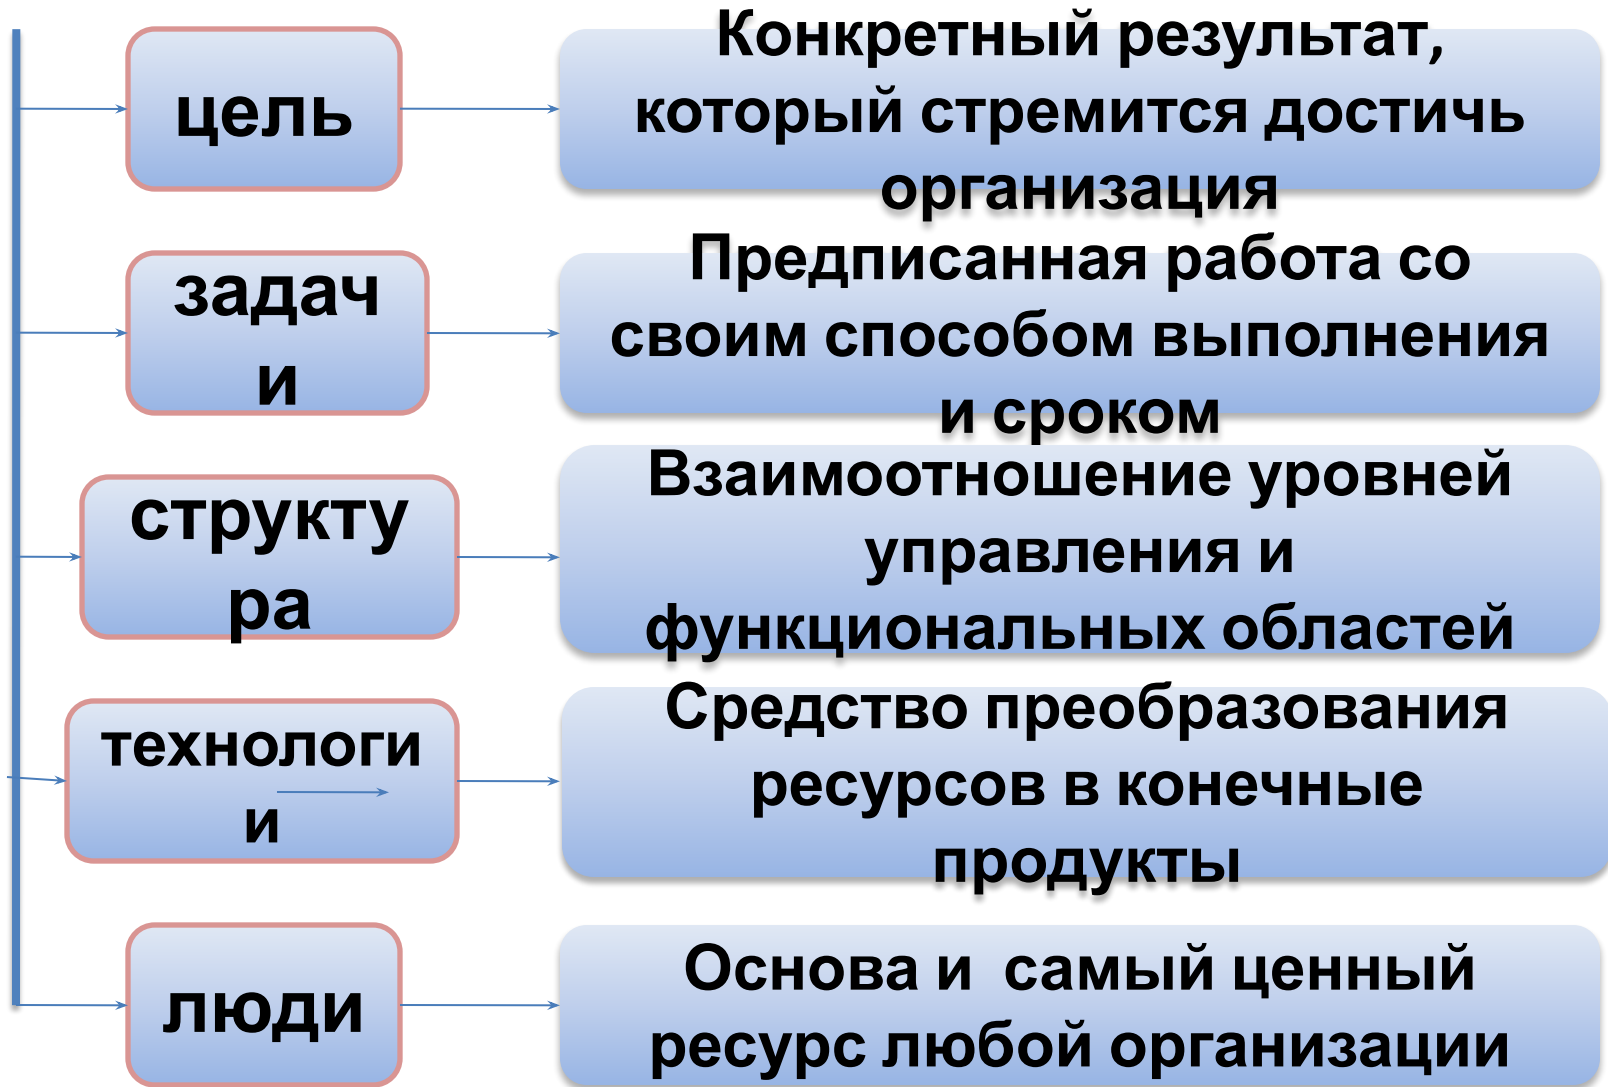 цель
Конкретный результат,
который стремится достичь
организация
задач
и
Предписанная работа со
своим способом выполнения
и сроком
структу
ра
Взаимоотношение уровней
управления и
функциональных областей
технологи
и
Средство преобразования
ресурсов в конечные
продукты
люди
Основа и  самый ценный
ресурс любой организации